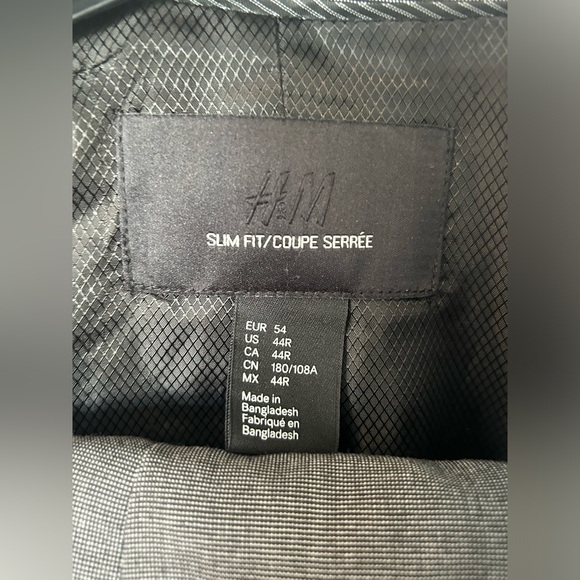 H&M
SLIM FIT/COUPE SERRÉE
EUR 54
US 44R
CA 44R
CN 180/108A
MX 44R
Made in
Bangladesh
Fabriqué en
Bangladesh